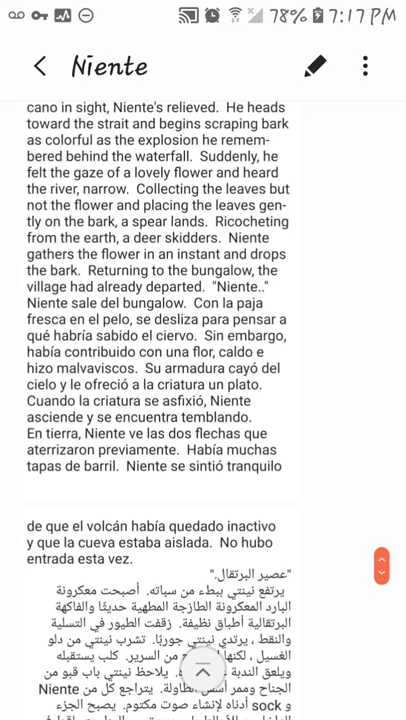 78% 7:17 PM
Niente
cano in sight, Niente's relieved. He heads
toward the strait and begins scraping bark
as colorful as the explosion he remem-
bered behind the waterfall. Suddenly, he
felt the gaze of a lovely flower and heard
the river, narrow. Collecting the leaves but
not the flower and placing the leaves gen-
tly on the bark, a spear lands. Ricocheting
from the earth, a deer skidders. Niente
gathers the flower in an instant and drops
the bark. Returning to the bungalow, the
village had already departed. "Niente.."
Niente sale del bungalow. Con la paja
fresca en el pelo, se desliza para pensar a
qué habría sabido el ciervo. Sin embargo,
había contribuido con una flor, caldo e
hizo malvaviscos. Su armadura cayó del
cielo y le ofreció a la criatura un plato.
Cuando la criatura se asfixió, Niente
asciende y se encuentra temblando.
En tierra, Niente ve las dos flechas que
aterrizaron previamente. Había muchas
tapas de barril. Niente se sintió tranquilo
de que el volcán había quedado inactivo
y que la cueva estaba aislada. No hubo
entrada esta vez.
"عصير البرتقال."
يرتفع نينتي ببطء من سباته. أصبحت معكرونة
البارد المعكرونة الطازجة المطهية حديثًا والفاكهة
البرتقالية أطباق نظيفة. زقفت الطيور في التسلية
والنقط ، يرتدي نينتي جوربًا. تشرب نينتي من دلو
الغسيل ، لكنها من السرير. كلب يستقبله
ويلعق الندبة يلاحظ نينتي باب قبو من
الجناح وممر أسفل الطاولة. يتراجع كل من Niente
و sock أدناه لإنشاء صوت مكتوم. يصبح الجزء